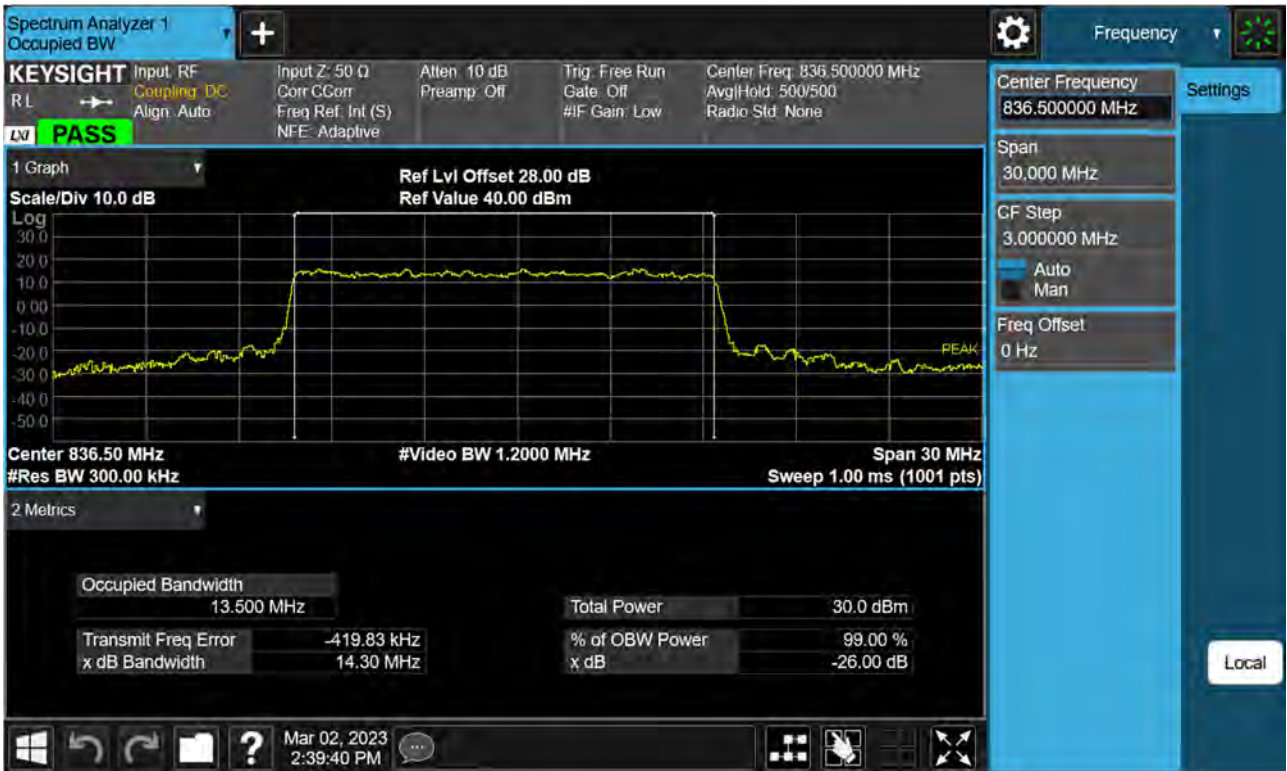 Spectrum Analyzer 1
Occupied BW
Frequency
KEYSIGHT
R L
LXI
PASS
Input: RF
Coupling: DC
Align: Auto
Input Z: 50 Ω
Corr CCorr
Freq Ref: Int (S)
NFE: Adaptive
Atten: 10 dB
Preamp: Off
Trig: Free Run
Gate: Off
#IF Gain: Low
Center Freq: 836.500000 MHz
Avg|Hold: 500/500
Radio Std: None
1 Graph
Scale/Div 10.0 dB
Ref Lvl Offset 28.00 dB
Ref Value 40.00 dBm
Log
30.0
20.0
10.0
0.00
-10.0
-20.0
-30.0
-40.0
-50.0
PEAK
Center 836.50 MHz
#Video BW 1.2000 MHz
Span 30 MHz
#Res BW 300.00 kHz
Sweep 1.00 ms (1001 pts)
2 Metrics
Occupied Bandwidth
13.500 MHz
Total Power 30.0 dBm
Transmit Freq Error -419.83 kHz
% of OBW Power 99.00 %
x dB Bandwidth 14.30 MHz
x dB -26.00 dB
Center Frequency
836.500000 MHz
Settings
Span
30.000 MHz
CF Step
3.000000 MHz
Auto
Man
Freq Offset
0 Hz
Local
?
Mar 02, 2023
2:39:40 PM